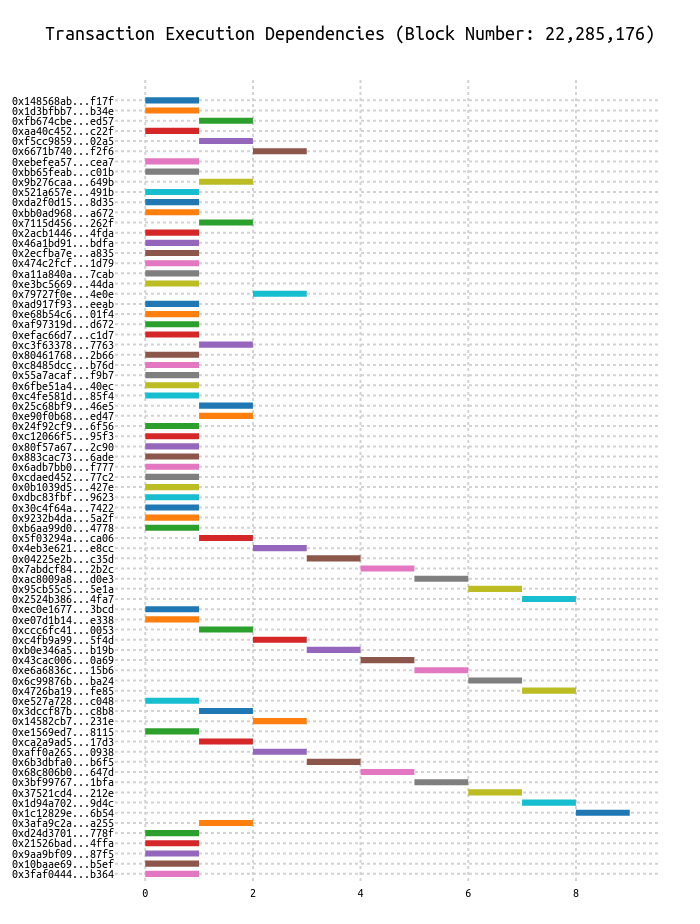 Transaction Execution Dependencies (Block Number: 22,285,176)
0x148568ab...f17f
0x1d3bfbb7...b34e
0xfb674cbe...ed57
0xaa40c452...c22f
0xf5cc9859...02a5
0x6671b740...f2f6
0xebefea57...cea7
0xbb65feab...c01b
0x9b276caa...649b
0x521a657e...491b
0xda2f0d15...8d35
0xbb0ad968...a672
0x7115d456...262f
0x2acb1446...4fda
0x46a1bd91...bdfa
0x2ecfba7e...a835
0x474c2fcf...1d79
0xa11a840a...7cab
0xe3bc5669...44da
0x79727f0e...4e0e
0xad917f93...eeab
0xe68b54c6...01f4
0xaf97319d...d672
0xefac66d7...c1d7
0xc3f63378...7763
0x80461768...2b66
0xc8485dcc...b76d
0x55a7acaf...f9b7
0x6fbe51a4...40ec
0xc4fe581d...85f4
0x25c68bf9...46e5
0xe90f0b68...ed47
0x24f92cf9...6f56
0xc12066f5...95f3
0x80f57a67...2c90
0x883cac73...6ade
0x6adb7bb0...f777
0xcdaed452...77c2
0x0b1039d5...427e
0xdbc83fbf...9623
0x30c4f64a...7422
0x9232b4da...5a2f
0xb6aa99d0...4778
0x5f03294a...ca06
0x4eb3e621...e8cc
0x04225e2b...c35d
0x7abdcf84...2b2c
0xac8009a8...d0e3
0x95cb55c5...5e1a
0x2524b386...4fa7
0xec0e1677...3bcd
0xe07d1b14...e338
0xccc6fc41...0053
0xc4fb9a99...5f4d
0xb0e346a5...b19b
0x43cac006...0a69
0xe6a6836c...15b6
0x6c99876b...ba24
0x4726ba19...fe85
0xe527a728...c048
0x3dccf87b...c8b8
0x14582cb7...231e
0xe1569ed7...8115
0xca2a9ad5...17d3
0xaff0a265...0938
0x6b3dbfa0...b6f5
0x68c806b0...647d
0x3bf99767...1bfa
0x37521cd4...212e
0x1d94a702...9d4c
0x1c12829e...6b54
0x3afa9c2a...a255
0xd24d3701...778f
0x21526bad...4ffa
0x9aa9bf09...87f5
0x10baae69...b5ef
0x3faf0444...b364
0 2 4 6 8